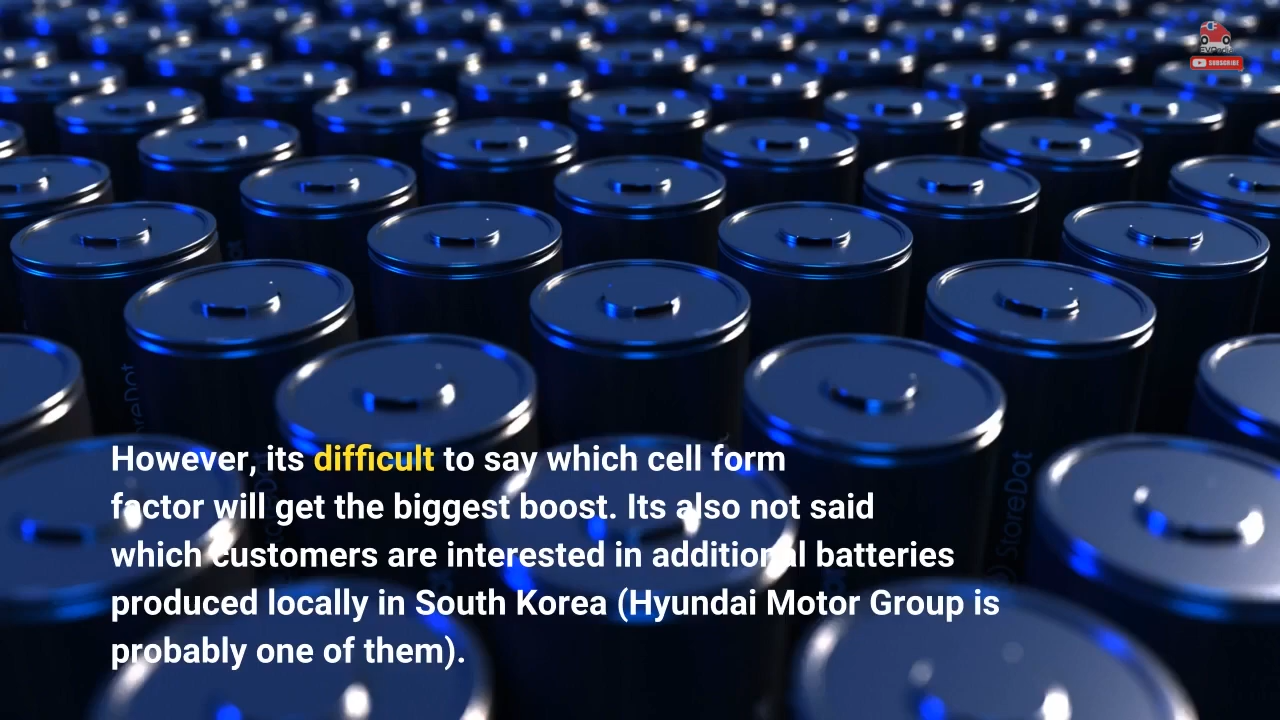 SUBSCRIBE
However, its difficult to say which cell form
factor will get the biggest boost. Its also not said
which customers are interested in additional batteries
produced locally in South Korea (Hyundai Motor Group is
probably one of them).
StoreDot